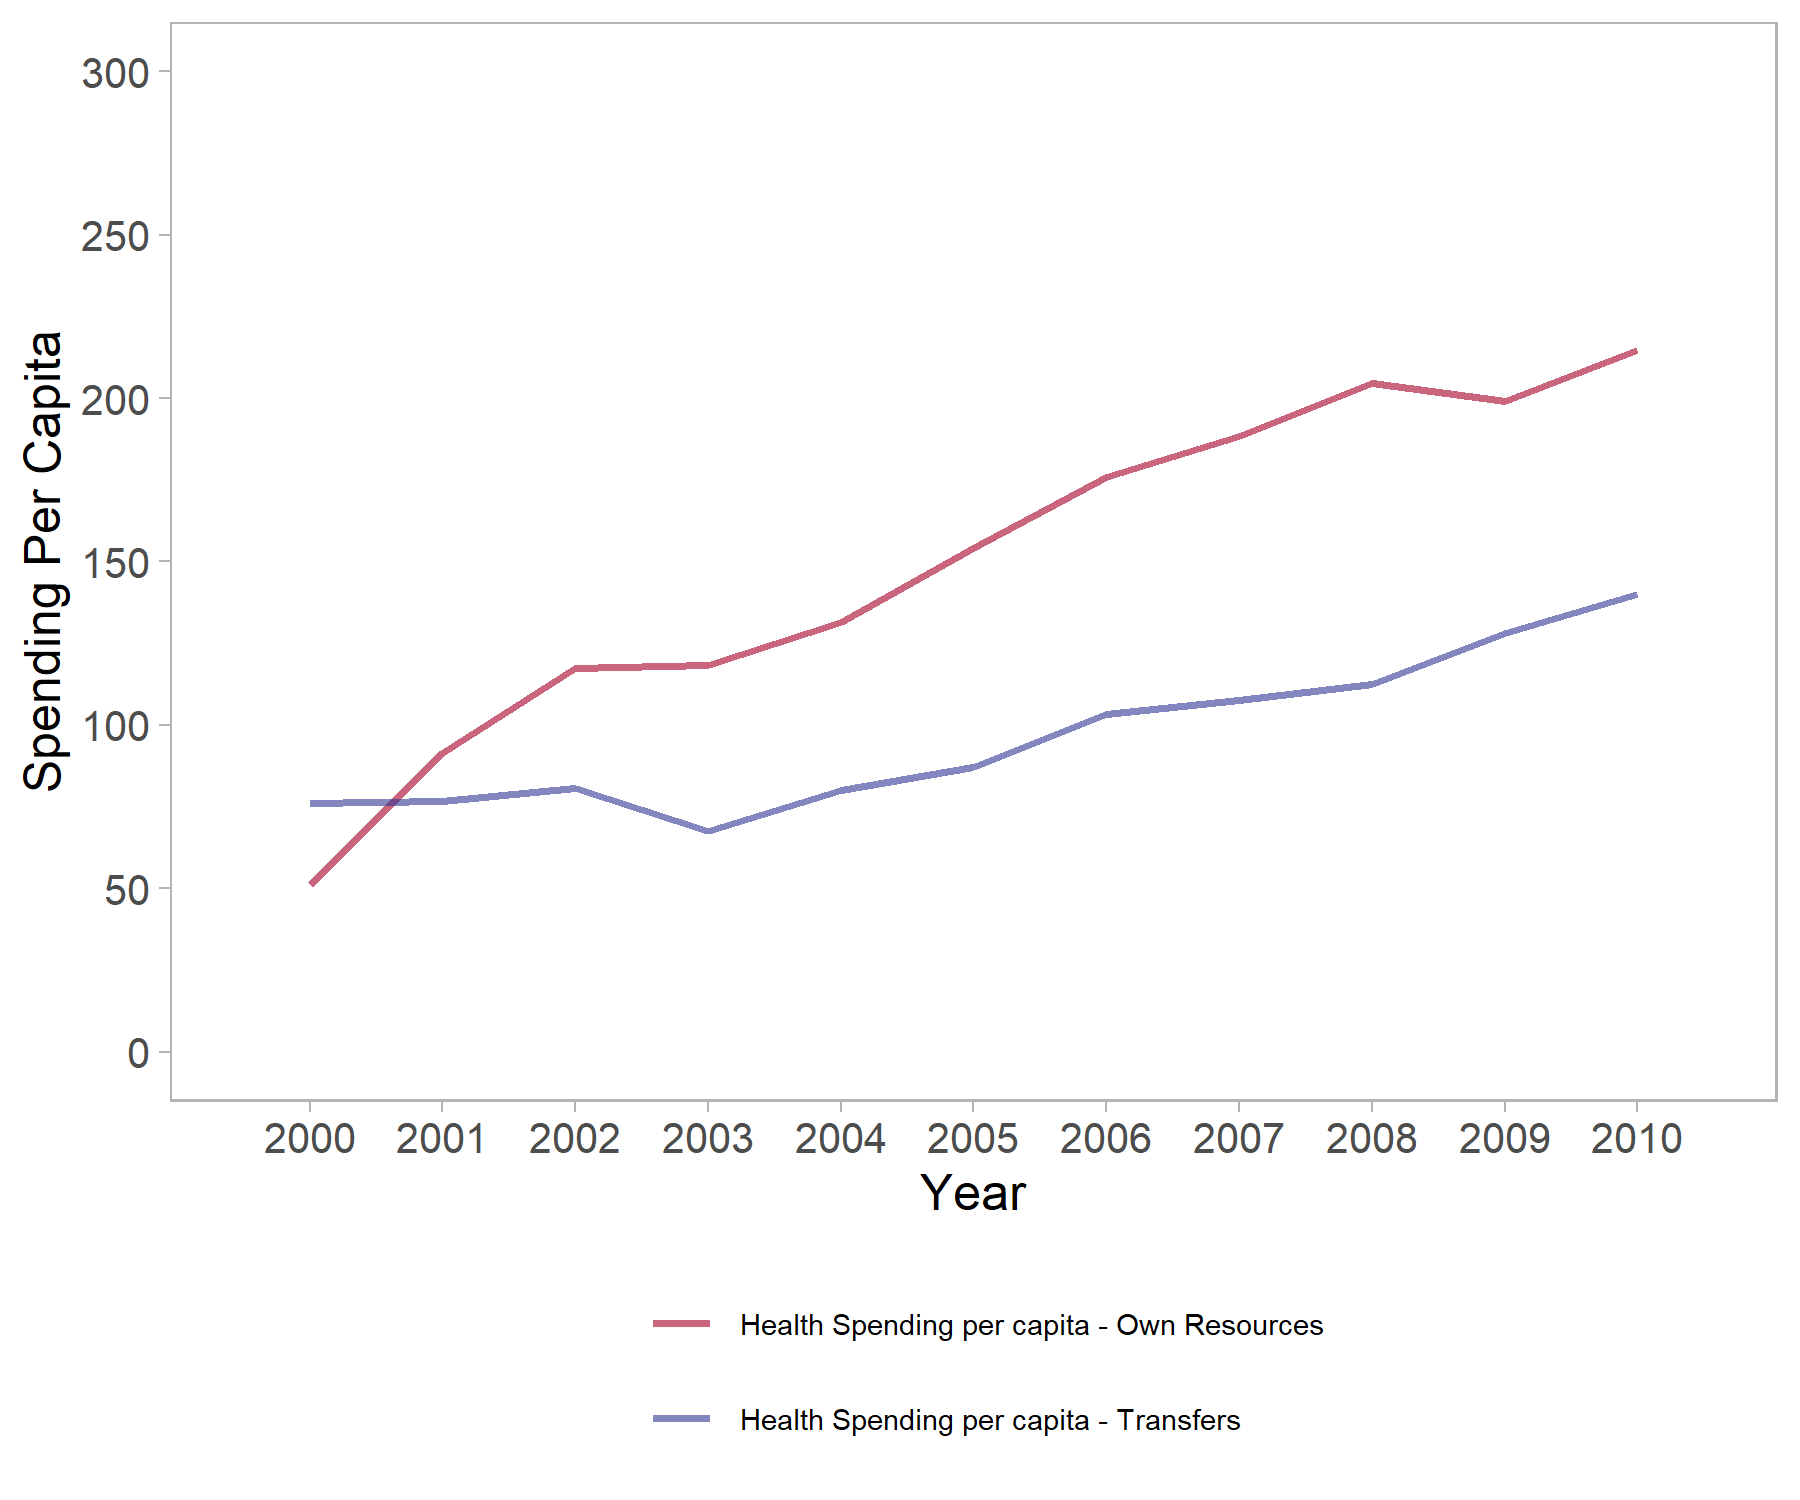 300
250
200
150
100
50
0
Spending Per Capita
2000 2001 2002 2003 2004 2005 2006 2007 2008 2009 2010
Year
Health Spending per capita - Own Resources
Health Spending per capita - Transfers